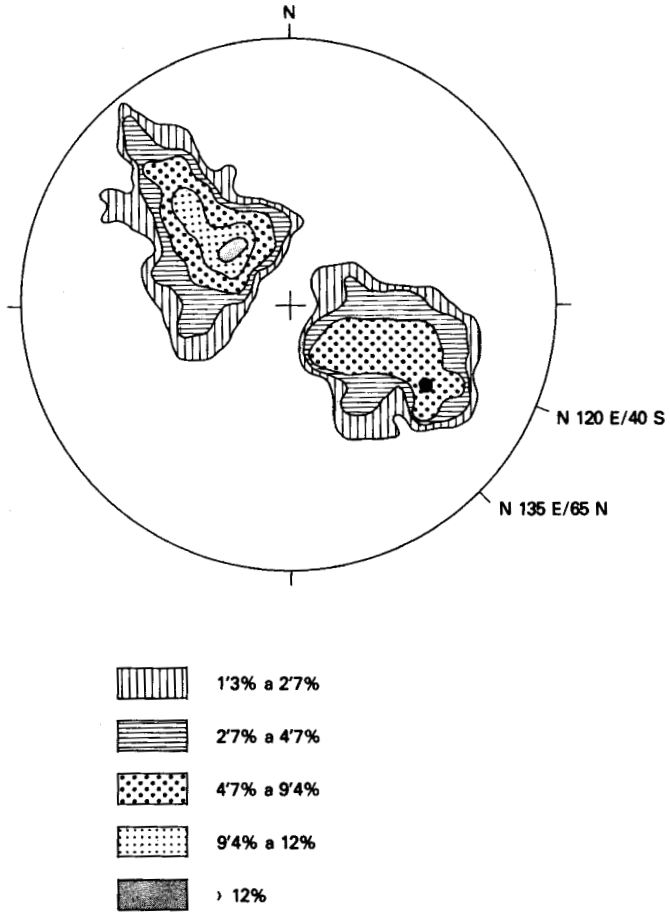 N
N 120 E/40 S
N 135 E/65 N
1'3% a 2'7%
2'7% a 4'7%
4'7% a 9'4%
9'4% a 12%
› 12%